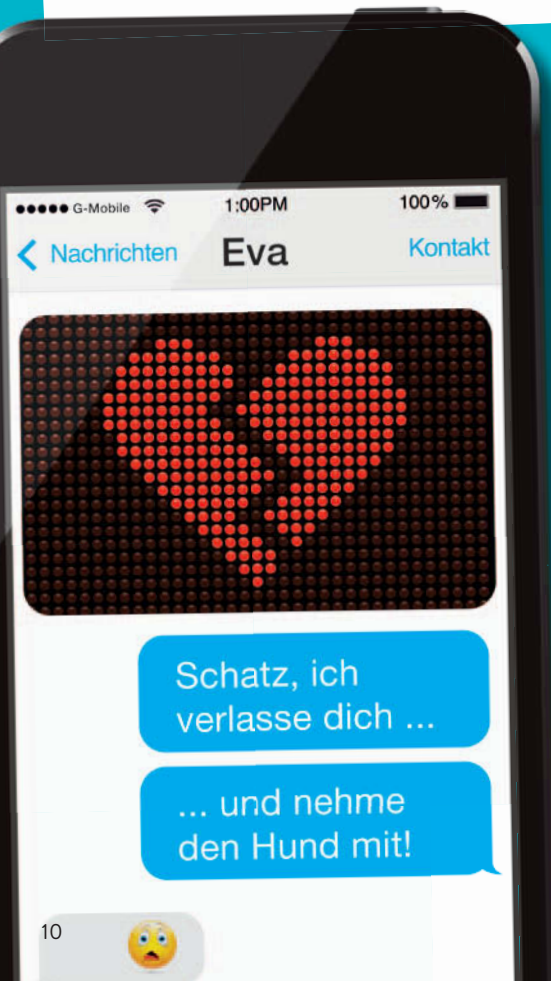 G-Mobile 1:00PM 100%
Nachrichten Eva Kontakt
Schatz, ich
verlasse dich ...
... und nehme
den Hund mit!
10